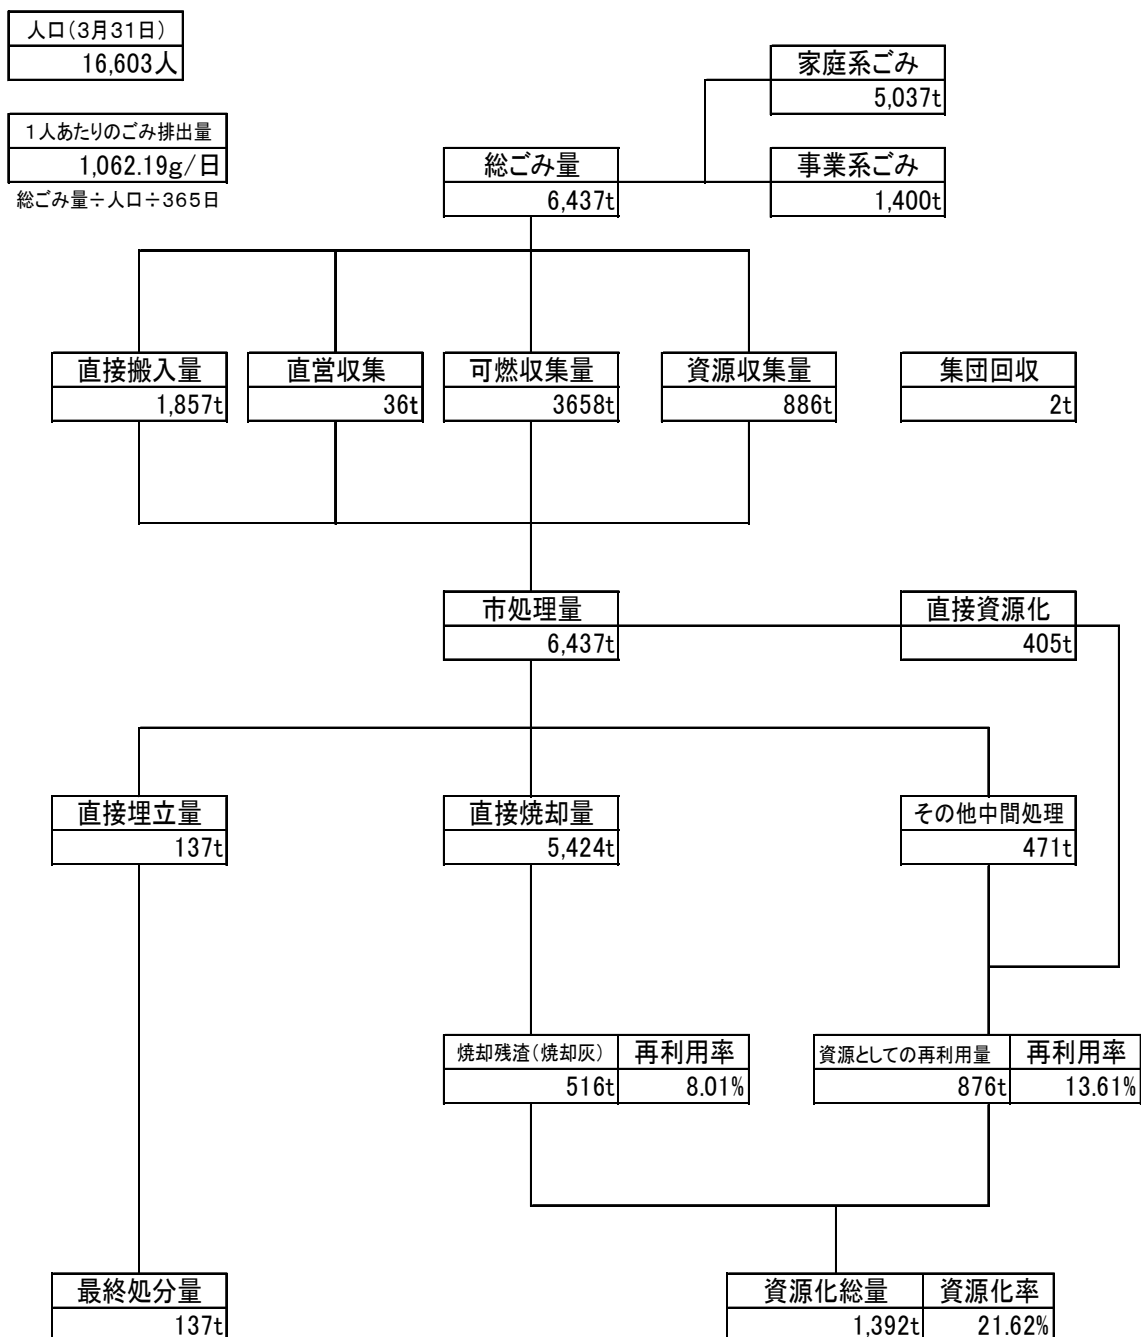 人口(3月31日)
16,603人
家庭系ごみ
5,037t
1人あたりのごみ排出量
1,062.19g/日
総ごみ量÷人口÷365日
総ごみ量
6,437t
事業系ごみ
1,400t
直接搬入量
1,857t
直営収集
36t
可燃収集量
3658t
資源収集量
886t
集団回収
2t
市処理量
6,437t
直接資源化
405t
直接埋立量
137t
直接焼却量
5,424t
その他中間処理
471t
焼却残渣(焼却灰) 再利用率
516t 8.01%
資源としての再利用量 再利用率
876t 13.61%
最終処分量
137t
資源化総量 資源化率
1,392t 21.62%